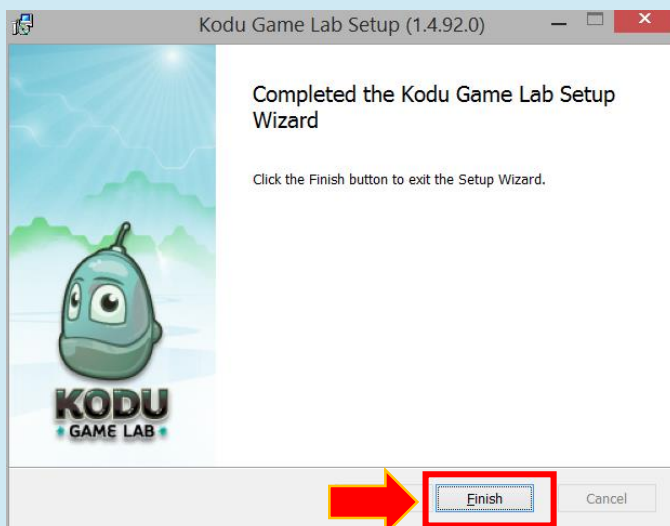 Kodu Game Lab Setup (1.4.92.0)
Completed the Kodu Game Lab Setup
Wizard
Click the Finish button to exit the Setup Wizard.
KODU
GAME LAB
Finish
Cancel